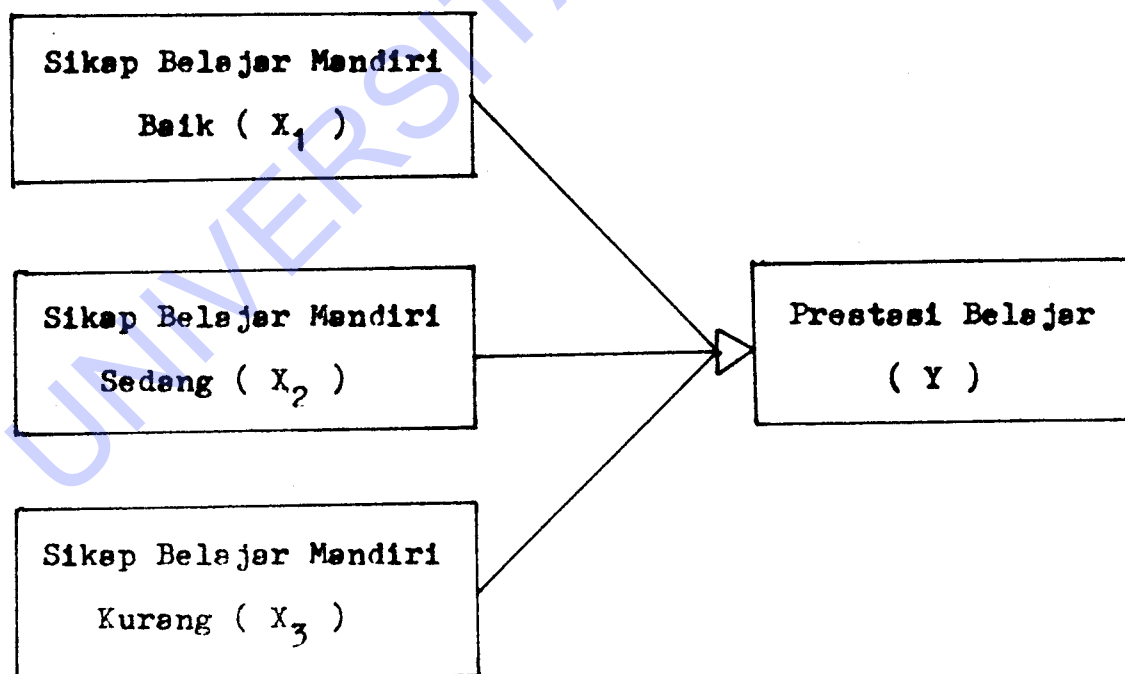 Sikap Belajar Mandiri
Baik ( X₁ )
Sikap Belajar Mandiri
Sedang ( X₂ )
Prestasi Belajar
( Y )
Sikap Belajar Mandiri
Kurang ( X₃ )